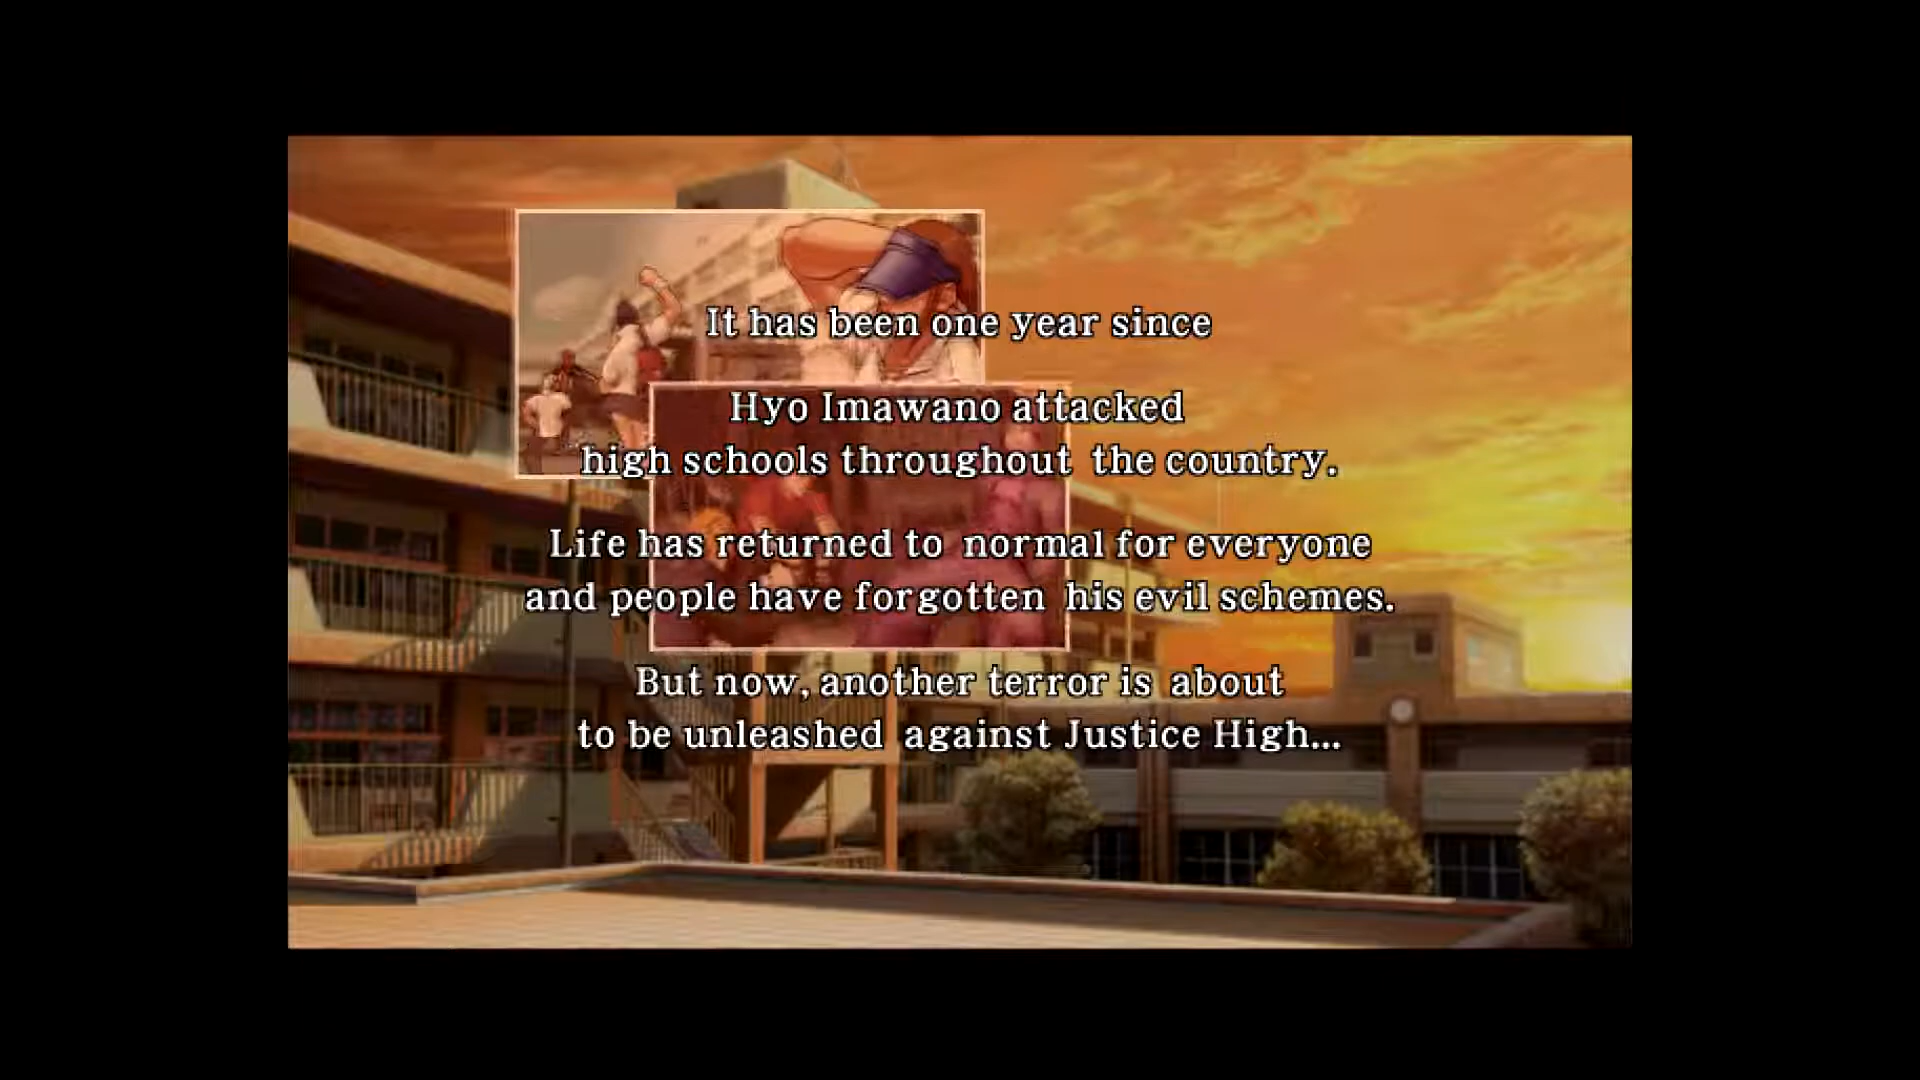 It has been one year since
Hyo Imawano attacked
high schools throughout the country.
Life has returned to normal for everyone
and people have forgotten his evil schemes.
But now, another terror is about
to be unleashed against Justice High...